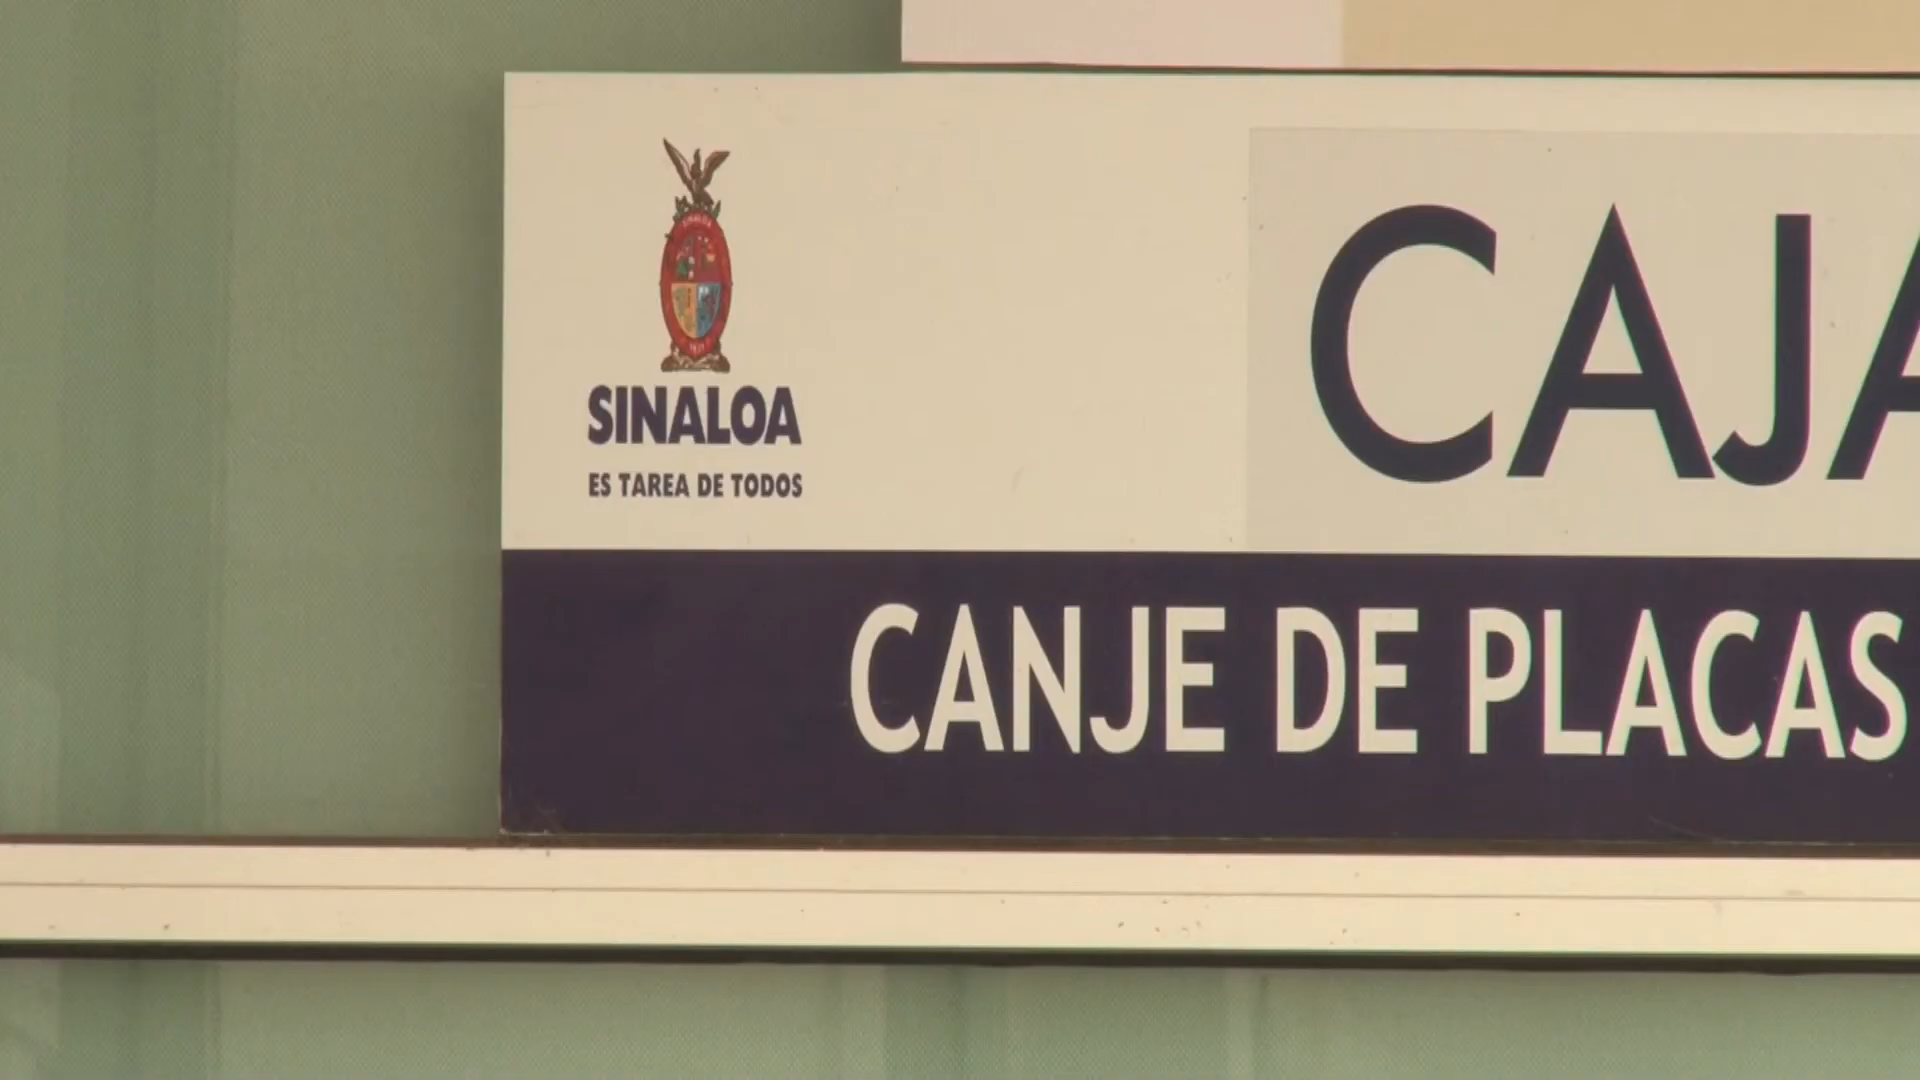 SINALOA
ES TAREA DE TODOS
CAJA
CANJE DE PLACAS